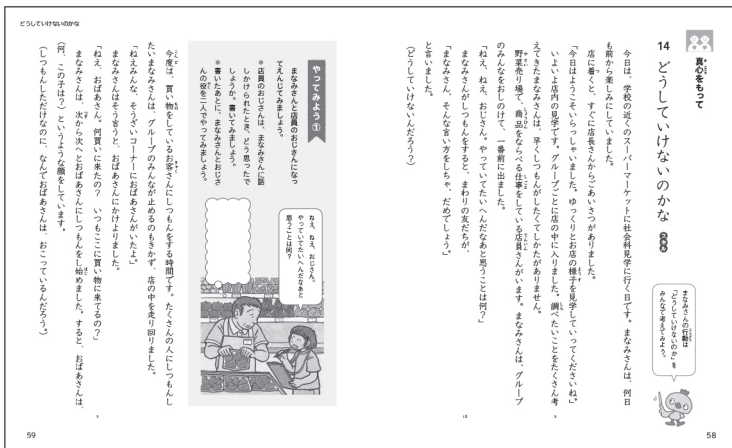 真心をもって
14 どうしていけないのかな
まなみさんの行動は
「どうしていけないのか」を
みんなで考えてみよう。
今日は、学校の近くのスーパーマーケットに社会科見学に行く日です。まなみさんは、何日
も前から楽しみにしていました。
店に着くと、すぐに店長さんからごあいさつがありました。
「今日はようこそいらっしゃいました。ゆっくりとお店の様子を見学していってくださいね。」
いよいよ店内の見学です。グループごとに店の中に入りました。調べたいことをたくさん考
えてきたまなみさんは、早くしつもんがしたくてしかたがありません。
野菜売り場で、商品をならべる仕事をしている店員さんがいます。まなみさんは、グループ
のみんなをおしのけて、一番前に出ました。
「ねえ、ねえ、おじさん。やっていてたいへんだなあと思うことは何?」
まなみさんがしつもんをすると、まわりの友だちが、
「まなみさん、そんな言い方をしちゃ、だめでしょう。」
と言いました。
(どうしていけないんだろう?)
58
どうしていけないのかな
やってみよう①
まなみさんと店員のおじさんになっ
てえんじてみましょう。
店員のおじさんは、まなみさんに話
しかけられたとき、どう思ったで
しょうか。書いてみましょう。
書いたあとに、まなみさんとおじさ
んの役を二人でやってみましょう。
ねえ、ねえ、おじさん。
やっていてたいへんだなあと
思うことは何?
今度は、買い物をしているお客さんにしつもんをする時間です。たくさんの人にしつもんし
たいまなみさんは、グループのみんなが止めるのもきかず、店の中を走り回りました。
「ねえみんな、そうざいコーナーにおばあさんがいたよ。」
まなみさんはそう言うと、おばあさんにかけよりました。
「ねえ、おばあさん。何買いに来たの? いつもここに買い物に来てるの?」
まなみさんは、次から次へとおばあさんにしつもんをし始めました。すると、おばあさんは、
(何、この子は?)というような顔をしています。
(しつもんしただけなのに、なんでおばあさんは、おこっているんだろう。)
59